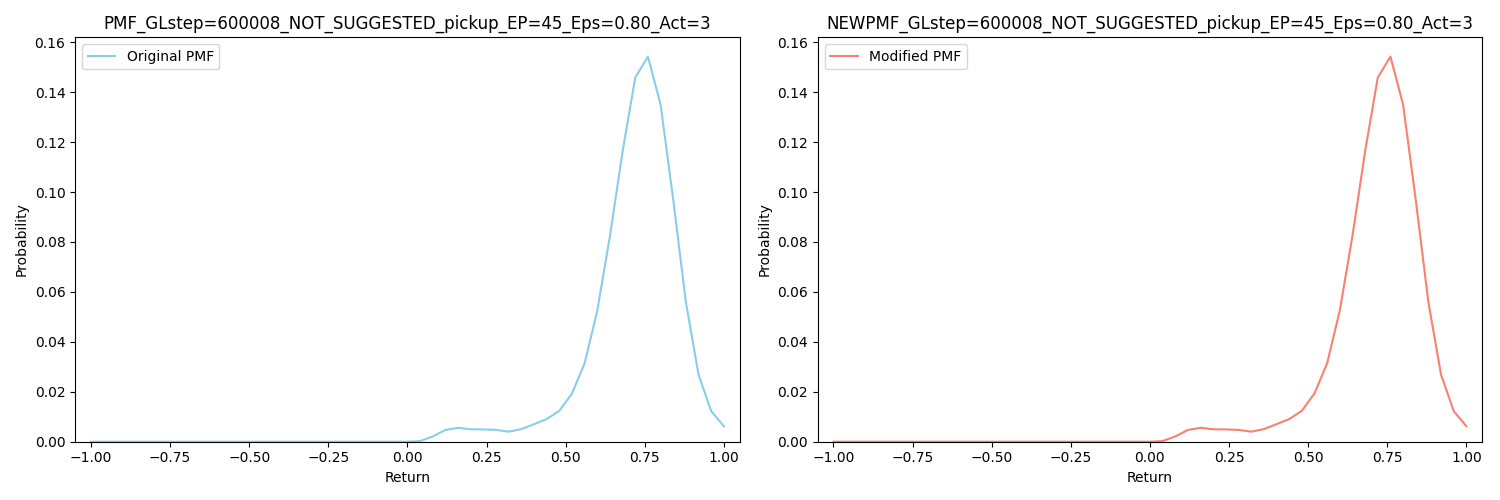 PMF_GLstep=600008_NOT_SUGGESTED_pickup_EP=45_Eps=0.80_Act=3
Original PMF
0.16
0.14
0.12
0.10
0.08
0.06
0.04
0.02
0.00
Probability
−1.00 −0.75 −0.50 −0.25 0.00 0.25 0.50 0.75 1.00
Return
NEWPMF_GLstep=600008_NOT_SUGGESTED_pickup_EP=45_Eps=0.80_Act=3
Modified PMF
0.16
0.14
0.12
0.10
0.08
0.06
0.04
0.02
0.00
Probability
−1.00 −0.75 −0.50 −0.25 0.00 0.25 0.50 0.75 1.00
Return